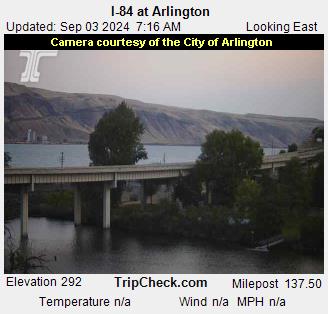 I-84 at Arlington
Updated: Sep 03 2024 7:16 AM Looking East
Camera courtesy of the City of Arlington
Elevation 292 TripCheck.com Milepost 137.50
Temperature n/a Wind n/a MPH n/a